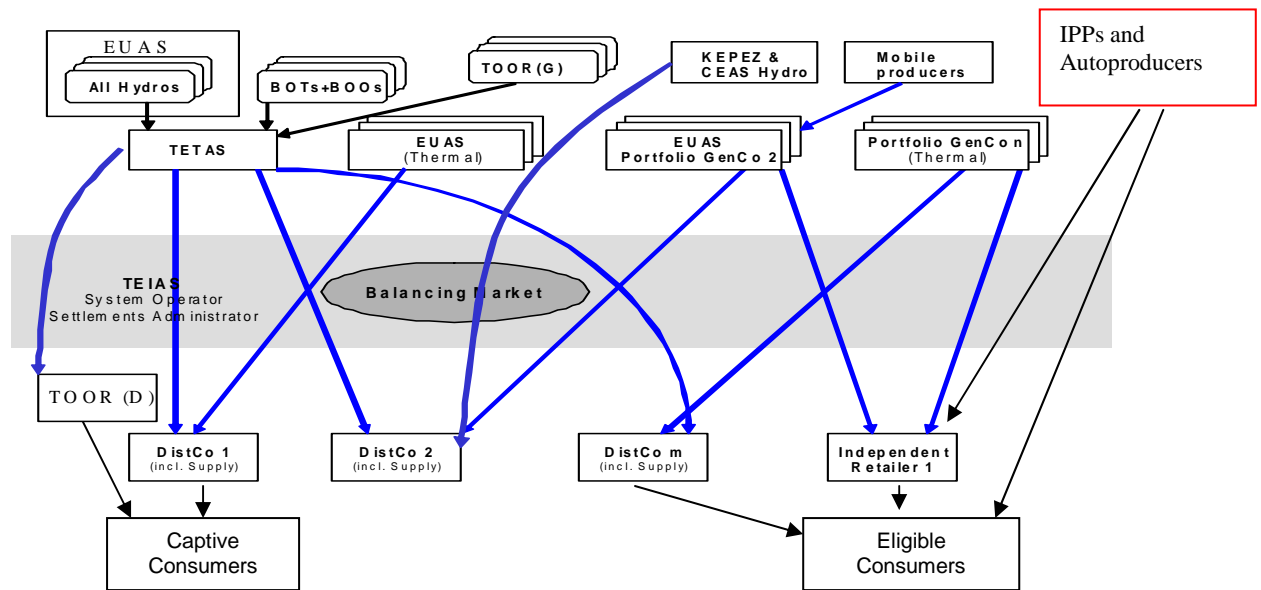 EUAS
All Hydros
BOTs+BOOs
TOOR(G)
KEPEZ &
CEAS Hydro
Mobile
producers
IPPs and
Autoproducers
TETAS
EUAS
(Thermal)
EUAS
Portfolio GenCo 2
Portfolio GenCo n
(Thermal)
TEIAS
System Operator
Settlements Administrator
Balancing Market
TOOR (D)
DistCo 1
(incl. Supply)
DistCo 2
(incl. Supply)
DistCo m
(incl. Supply)
Independent
Retailer 1
Captive
Consumers
Eligible
Consumers